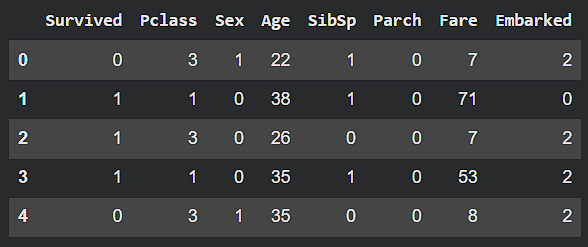 Survived Pclass Sex Age SibSp Parch Fare Embarked
0 0 3 1 22 1 0 7 2
1 1 1 0 38 1 0 71 0
2 1 3 0 26 0 0 7 2
3 1 1 0 35 1 0 53 2
4 0 3 1 35 0 0 8 2